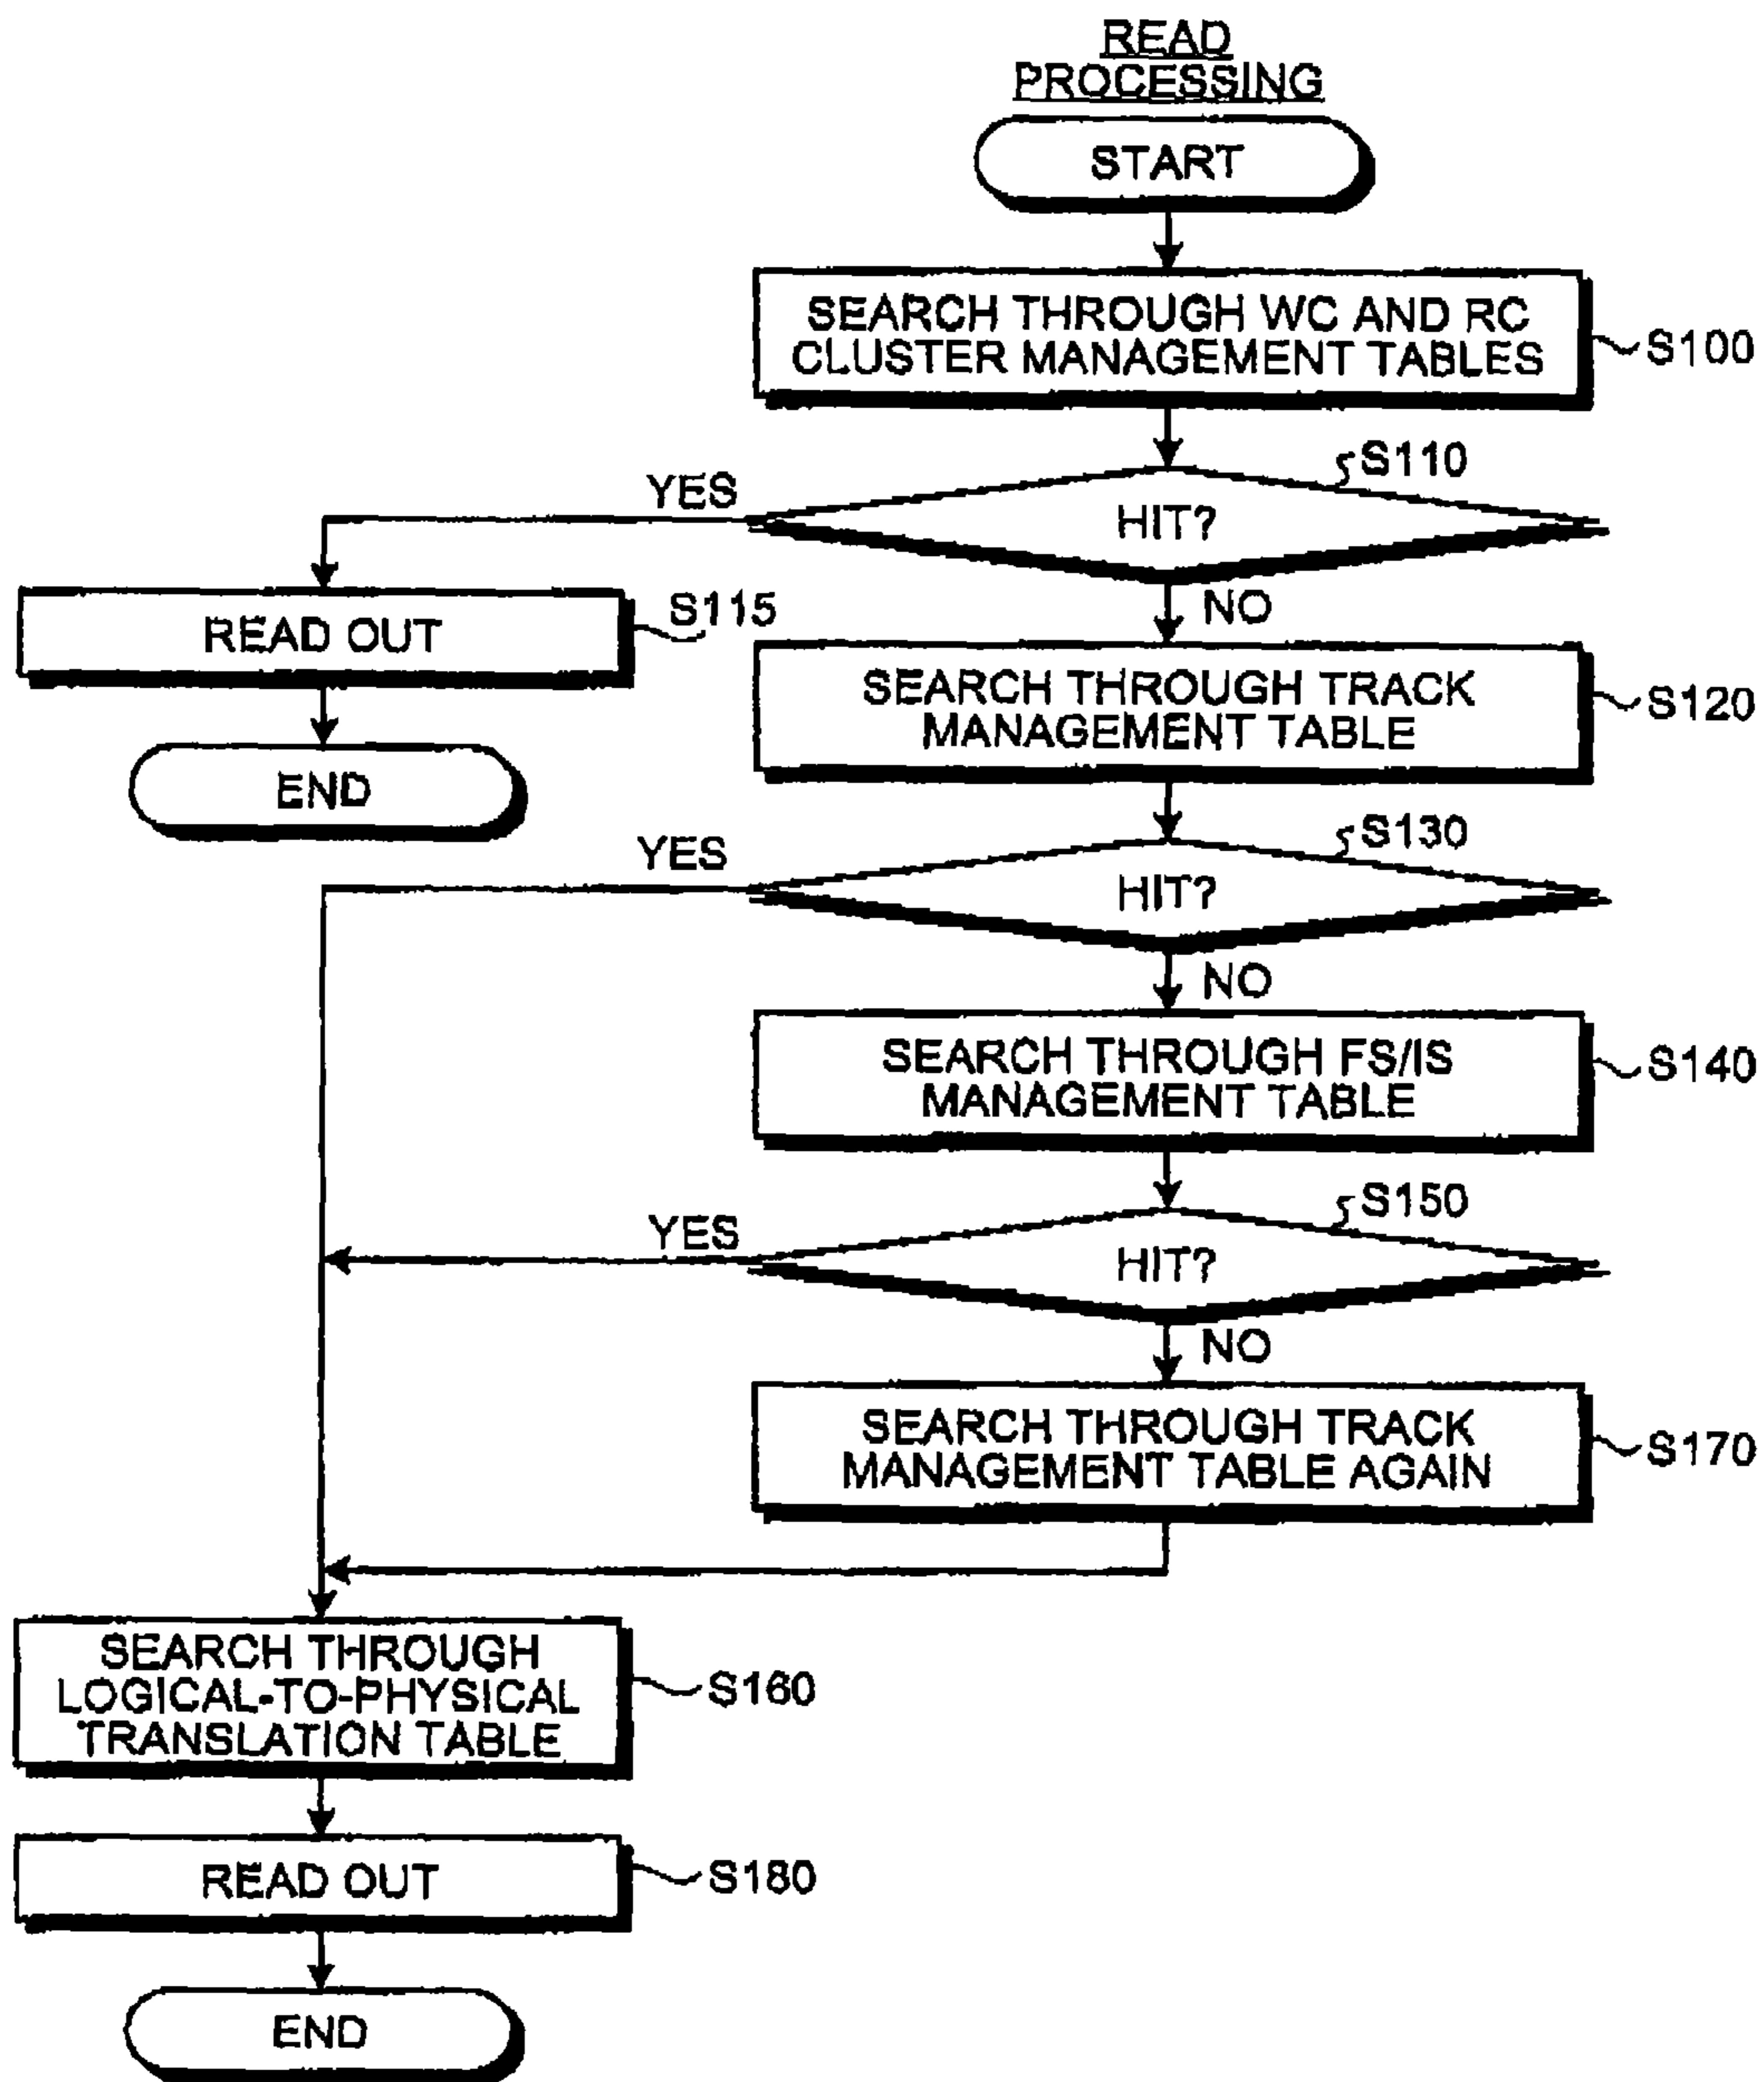 READ
PROCESSING
START
SEARCH THROUGH WC AND RC
CLUSTER MANAGEMENT TABLES
S100
S110
HIT?
YES
NO
READ OUT
S115
END
SEARCH THROUGH TRACK
MANAGEMENT TABLE
S120
S130
HIT?
YES
NO
SEARCH THROUGH FS/IS
MANAGEMENT TABLE
S140
S150
HIT?
YES
NO
SEARCH THROUGH TRACK
MANAGEMENT TABLE AGAIN
S170
SEARCH THROUGH
LOGICAL-TO-PHYSICAL
TRANSLATION TABLE
S160
READ OUT
S180
END